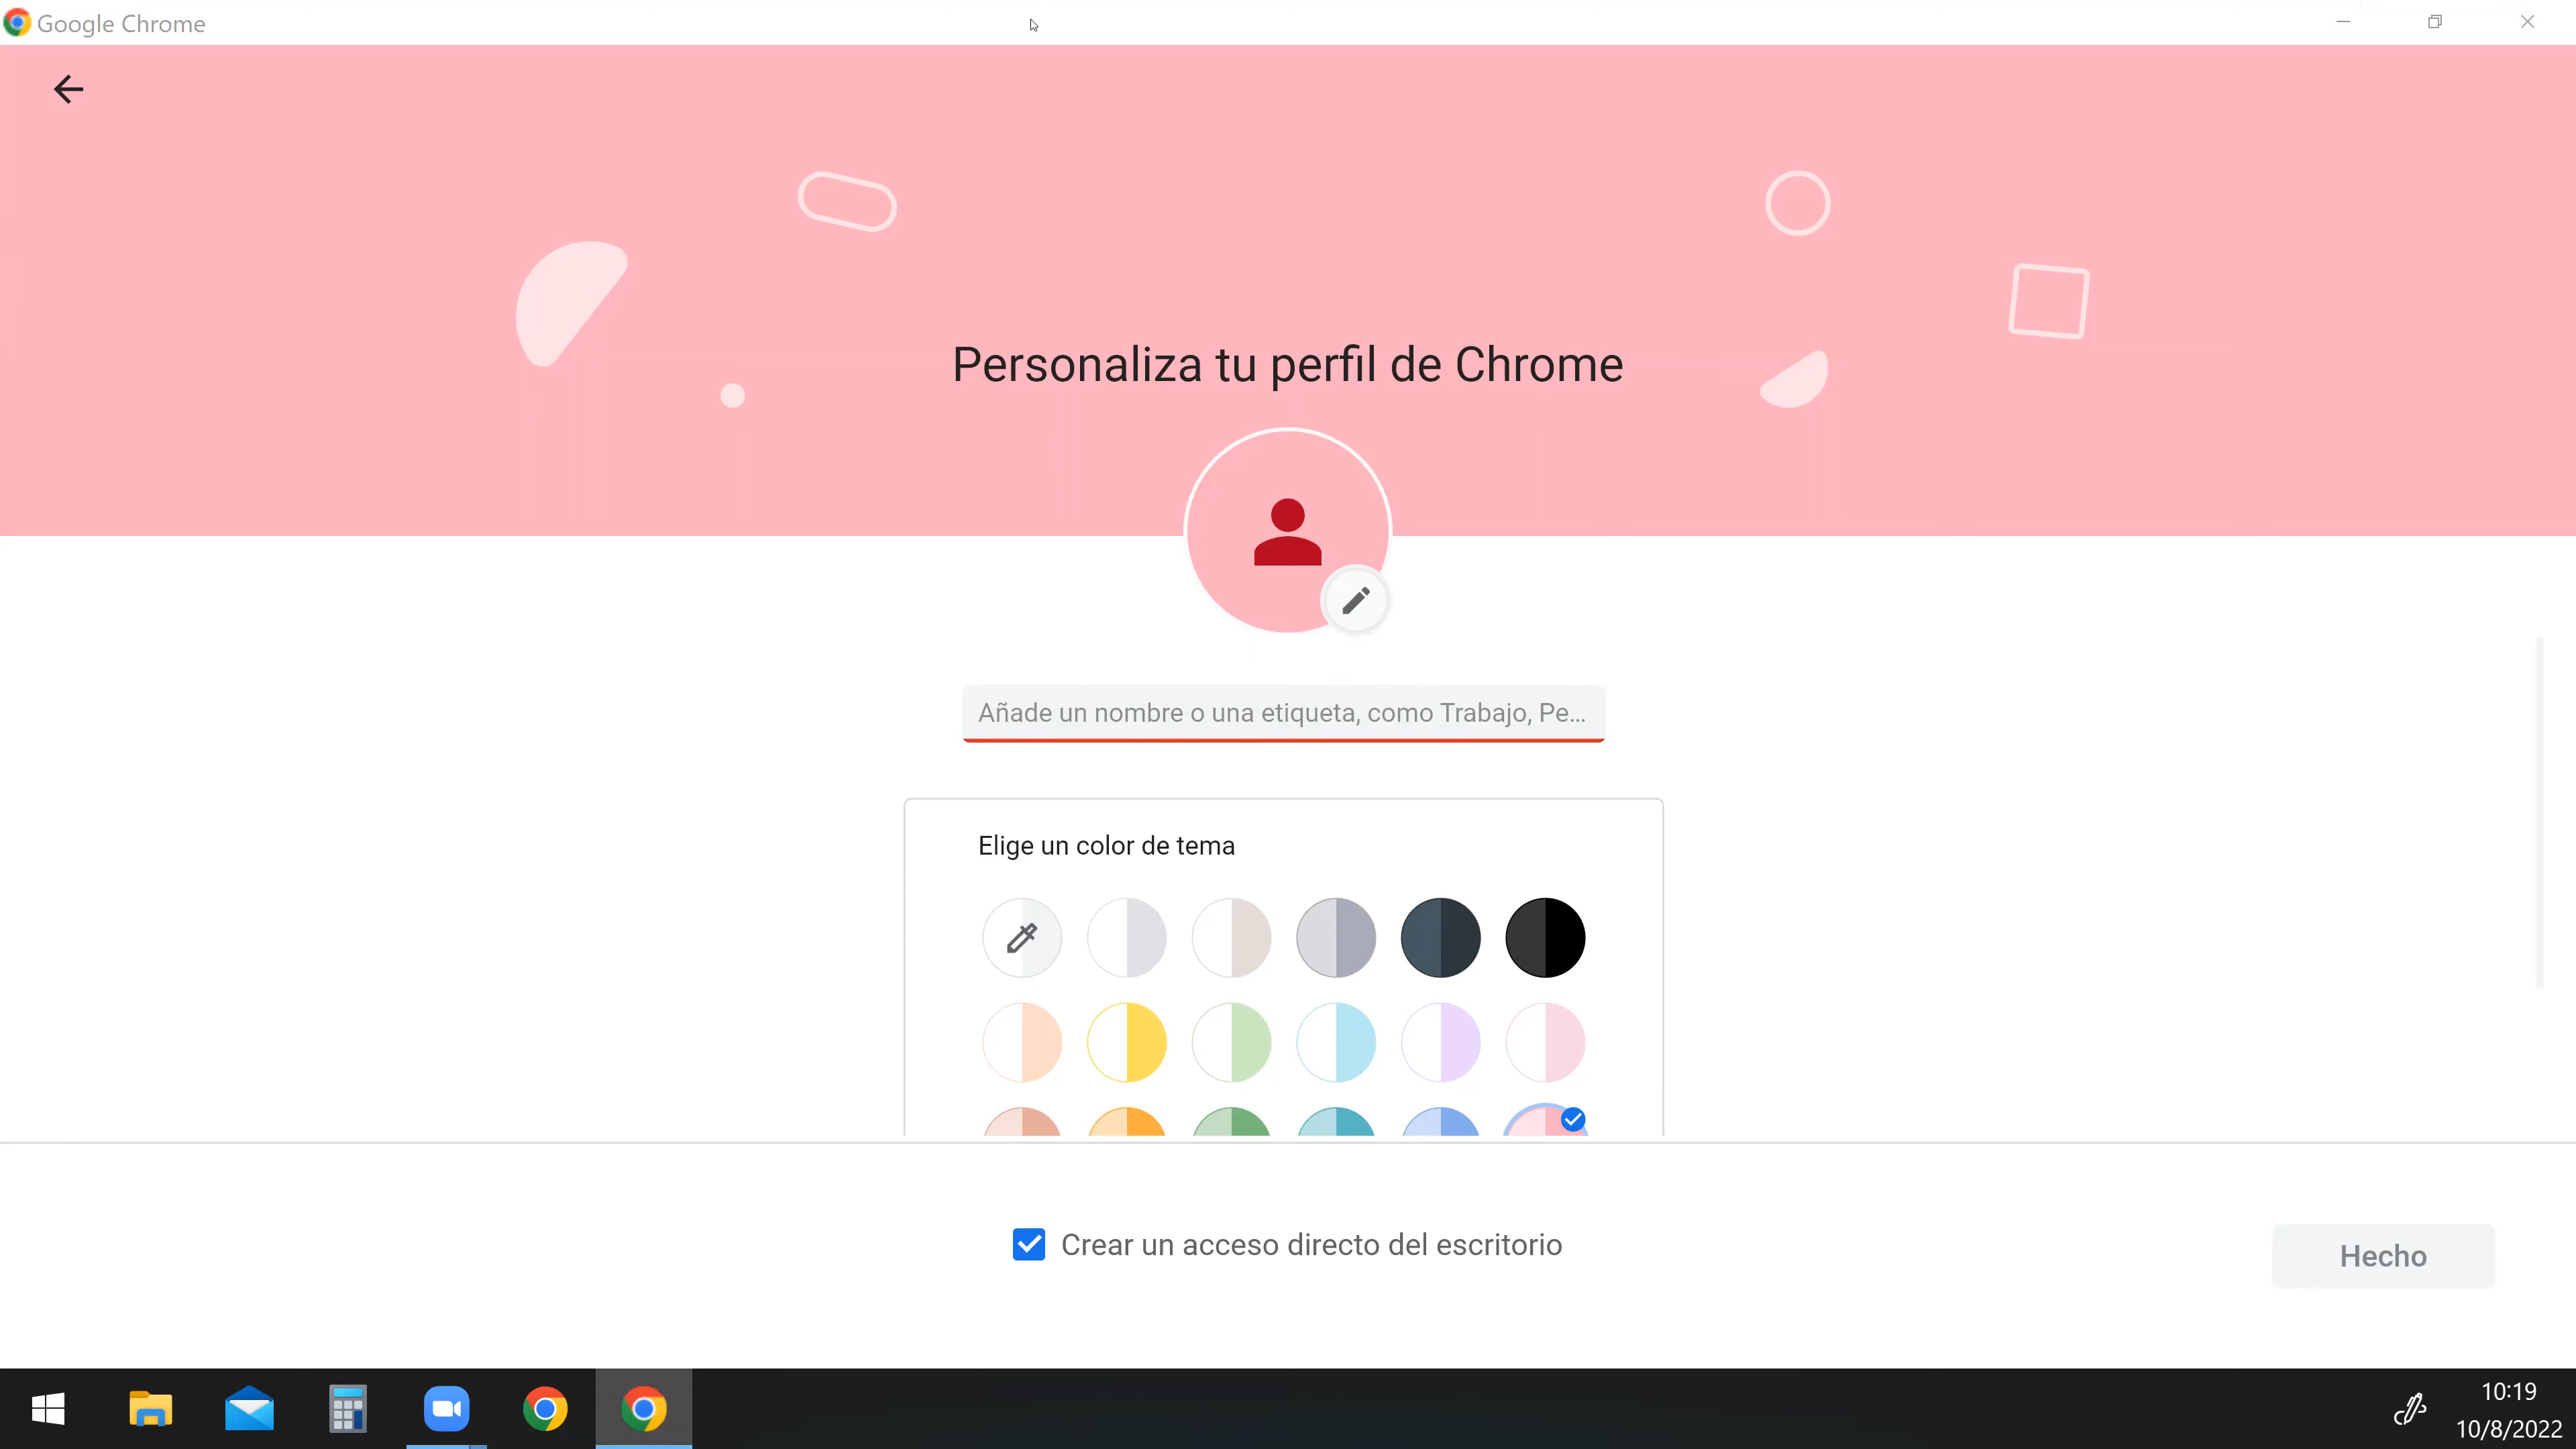 Google Chrome
Personaliza tu perfil de Chrome
Añade un nombre o una etiqueta, como Trabajo, Pe...
Elige un color de tema
Crear un acceso directo del escritorio
Hecho
10:19
10/8/2022